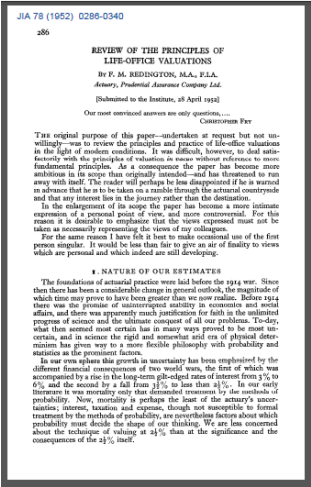 JIA 78 (1952) 0286-0340
286
REVIEW OF THE PRINCIPLES OF
LIFE-OFFICE VALUATIONS
BY F. M. REDINGTON, M.A., F.I.A.
Actuary, Prudential Assurance Company Ltd.
[Submitted to the Institute, 28 April 1952]
Our most convinced answers are only questions,....
CHRISTOPHER FRY
THE original purpose of this paper—undertaken at request but not un-
willingly—was to review the principles and practice of life-office valuations
in the light of modern conditions. It was difficult, however, to deal satis-
factorily with the principles of valuation in vacuo without reference to more
fundamental principles. As a consequence the paper has become more
ambitious in its scope than originally intended—and has threatened to run
away with itself. The reader will perhaps be less disappointed if he is warned
in advance that he is to be taken on a ramble through the actuarial countryside
and that any interest lies in the journey rather than the destination.
In the enlargement of its scope the paper has become a more intimate
expression of a personal point of view, and more controversial. For this
reason it is desirable to emphasize that the views expressed must not be
taken as necessarily representing the views of my colleagues.
For the same reason I have felt it best to make occasional use of the first
person singular. It would be less than fair to give an air of finality to views
which are personal and which indeed are still developing.
1. NATURE OF OUR ESTIMATES
The foundations of actuarial practice were laid before the 1914 war. Since
then there has been a considerable change in general outlook, the magnitude of
which time may prove to have been greater than we now realize. Before 1914
there was the promise of uninterrupted stability in economics and social
affairs, and there was apparently much justification for faith in the unlimited
progress of science and the ultimate conquest of all our problems. To-day,
what then seemed most certain has in many ways proved to be most un-
certain, and in science the rigid and somewhat arid era of physical deter-
minism has given way to a more flexible philosophy with probability and
statistics as the prominent factors.
In our own sphere this growth in uncertainty has been emphasized by the
different financial consequences of two world wars, the first of which was
accompanied by a rise in the long-term gilt-edged rates of interest from 3% to
6% and the second by a fall from 3½% to less than 2½%. In our early
literature it was mortality only that demanded treatment by the methods of
probability. Now, mortality is perhaps the least of the actuary's uncer-
tainties; interest, taxation and expense, though not susceptible to formal
treatment by the methods of probability, are nevertheless factors about which
probability must decide the shape of our thinking. We are less concerned
about the technique of valuing at 2½% than at the significance and the
consequences of the 2½% itself.